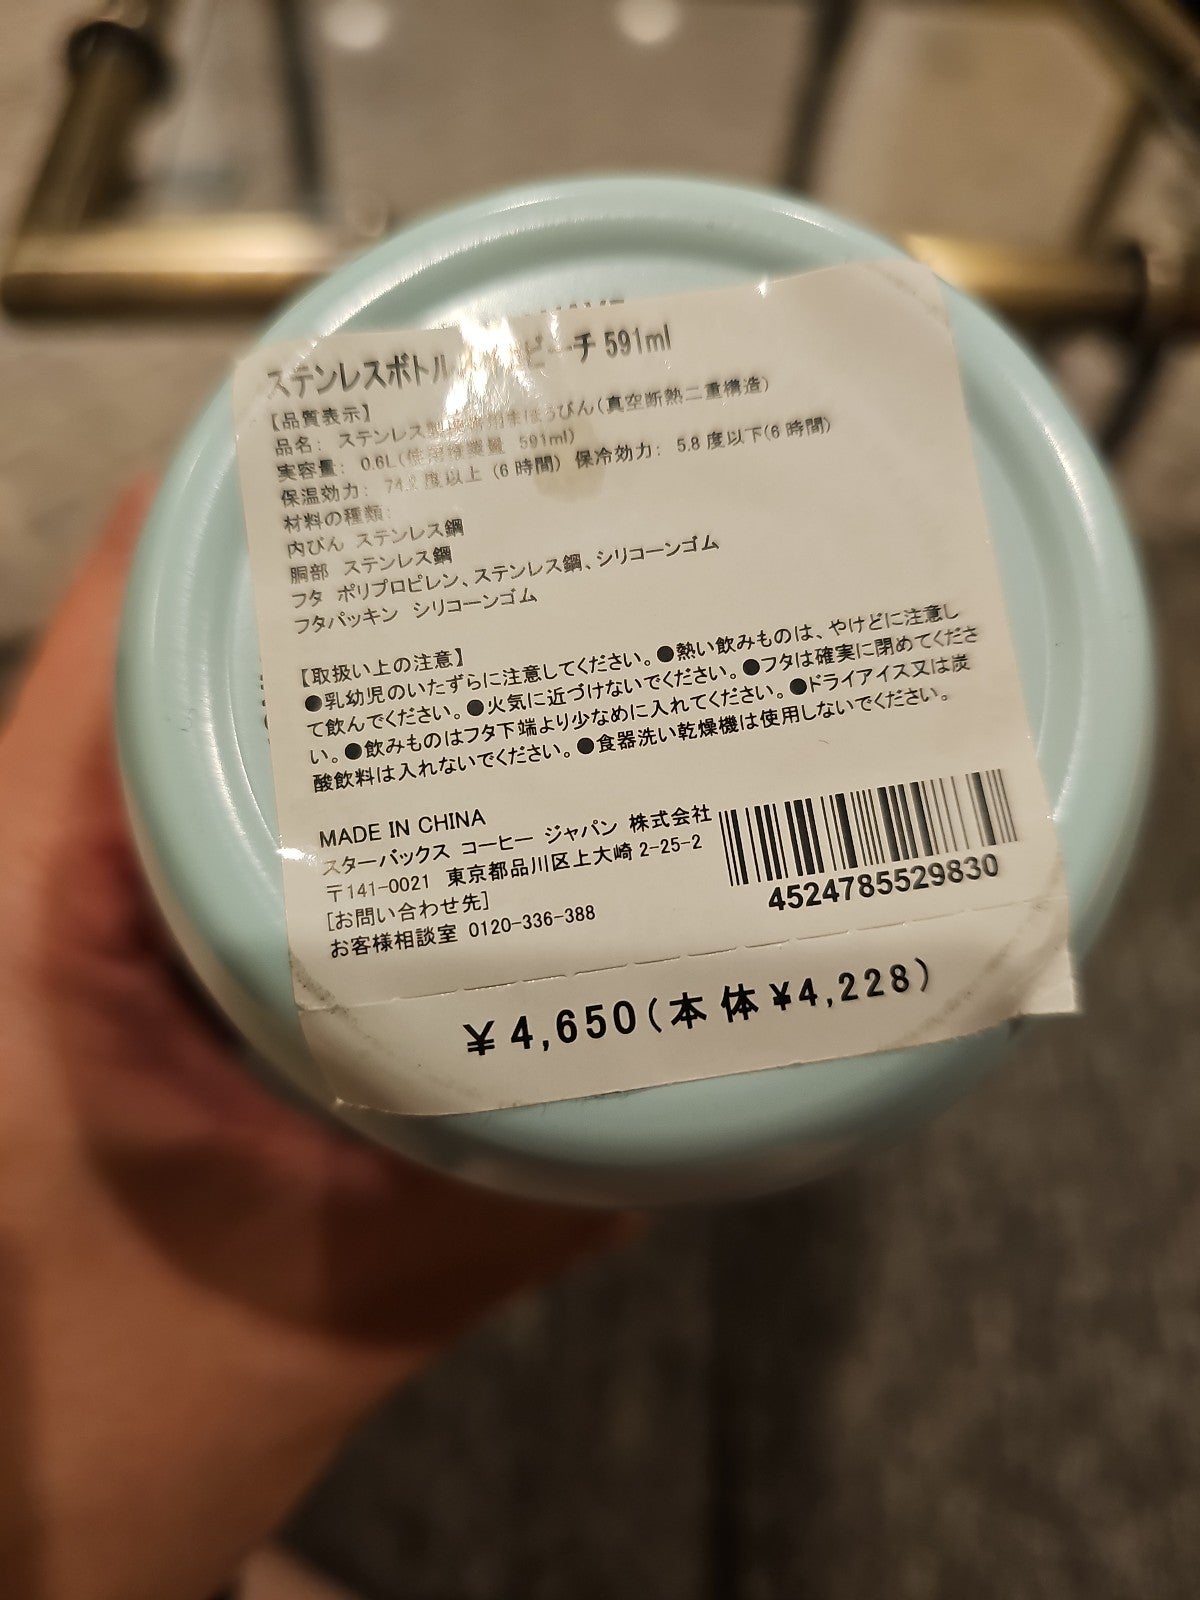 ステンレスボトル ピーチ 591ml
【品質表示】
品名: ステンレス製 用まほうびん(真空断熱二重構造)
実容量: 0.6L(使用容量 591ml)
保温効力: 74. 度以上 (6 時間) 保冷効力: 5.8 度以下(6 時間)
材料の種類:
内びん ステンレス鋼
胴部 ステンレス鋼
フタ ポリプロピレン、ステンレス鋼、シリコーンゴム
フタパッキン シリコーンゴム
【取扱い上の注意】
●乳幼児のいたずらに注意してください。●熱い飲みものは、やけどに注意し
て飲んでください。●火気に近づけないでください。●フタは確実に閉めてくださ
い。●飲みものはフタ下端より少なめに入れてください。●ドライアイス又は炭
酸飲料は入れないでください。●食器洗い乾燥機は使用しないでください。
MADE IN CHINA
スターバックス コーヒー ジャパン 株式会社
〒141-0021 東京都品川区上大崎 2-25-2
[お問い合わせ先]
お客様相談室 0120-336-388
4524785529830
¥4,650(本体¥4,228)